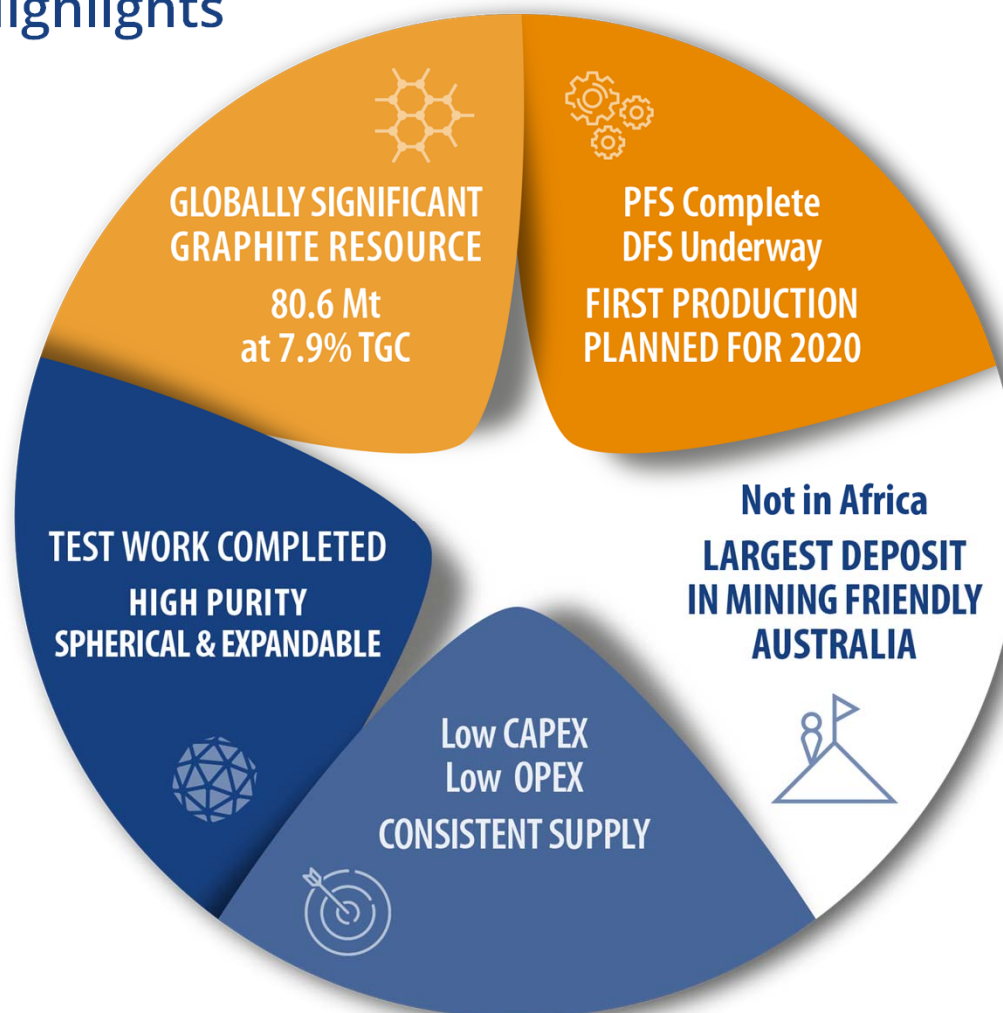 Highlights
GLOBALLY SIGNIFICANT
GRAPHITE RESOURCE
80.6 Mt
at 7.9% TGC
PFS Complete
DFS Underway
FIRST PRODUCTION
PLANNED FOR 2020
Not in Africa
LARGEST DEPOSIT
IN MINING FRIENDLY
AUSTRALIA
Low CAPEX
Low OPEX
CONSISTENT SUPPLY
TEST WORK COMPLETED
HIGH PURITY
SPHERICAL & EXPANDABLE